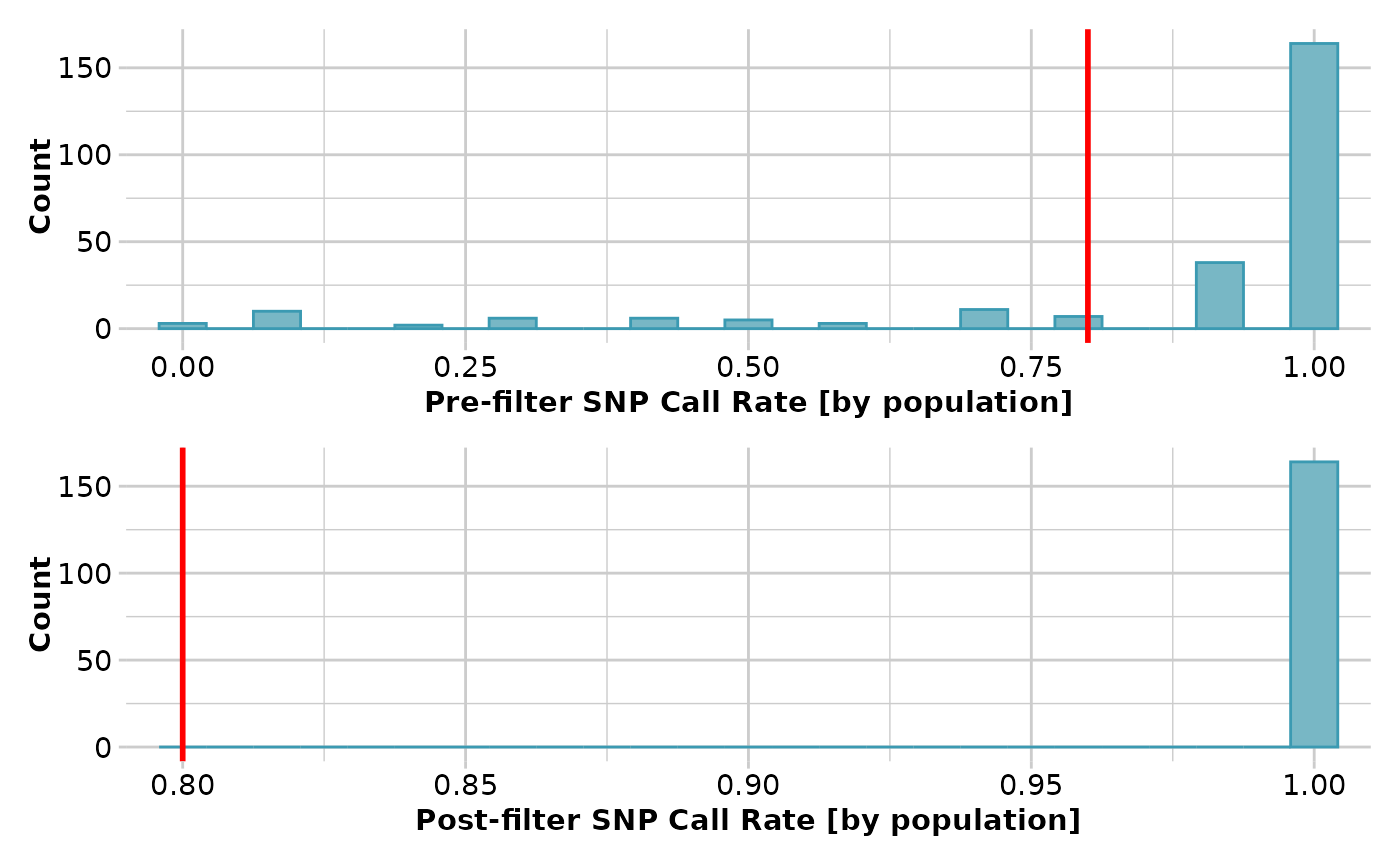 150
100
50
0
Count
0.00 0.25 0.50 0.75 1.00
Pre-filter SNP Call Rate [by population]
150
100
50
0
Count
0.80 0.85 0.90 0.95 1.00
Post-filter SNP Call Rate [by population]